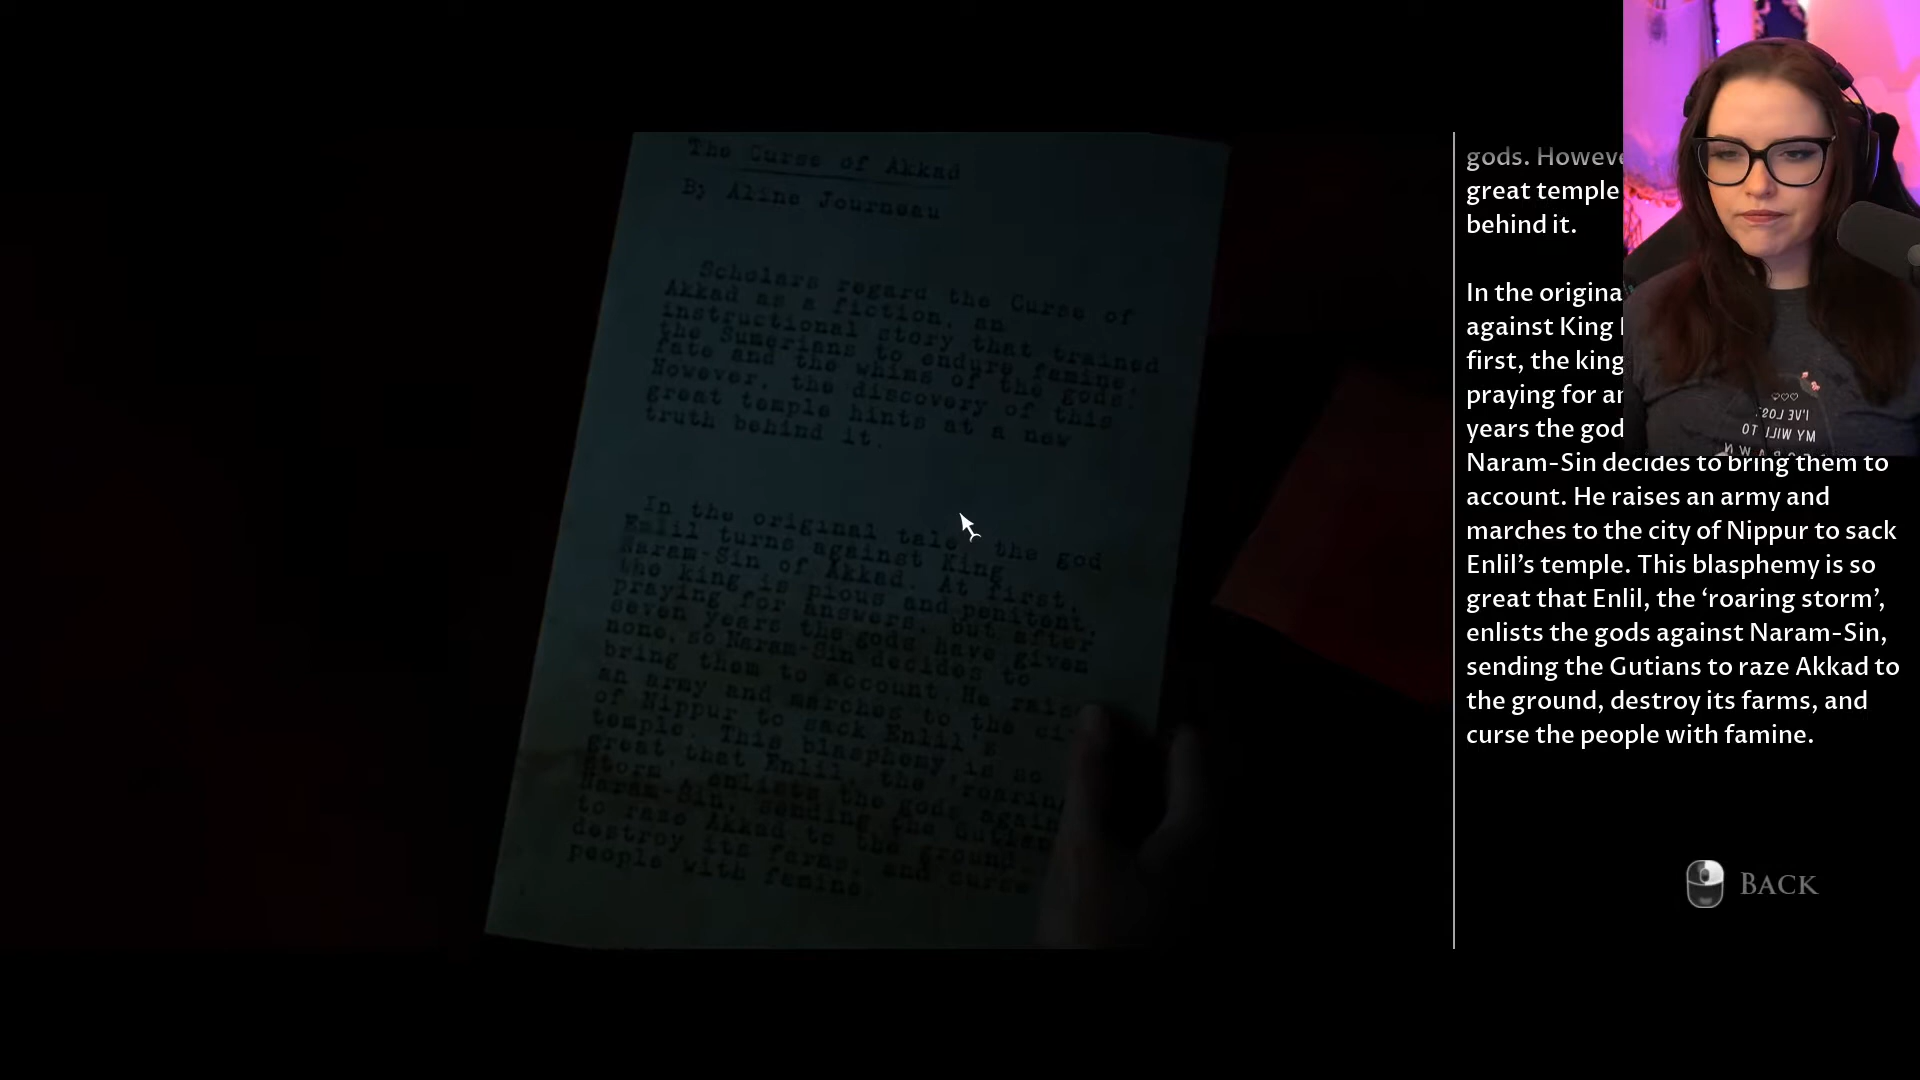 The Curse of Akkad
By Aline Journeau
Scholars regard the Curse of
Akkad as a fiction, an
instructional story that trained
the Sumerians to endure famine,
fate and the whims of the gods.
However, the discovery of this
great temple hints at a new
truth behind it.
In the original tale, the god
Enlil turns against King
Naram-Sin of Akkad. At first,
the king is pious and penitent,
praying for answers, but after
seven years the gods have given
none, so Naram-Sin decides to
bring them to account. He rais
an army and marches to the ci
of Nippur to sack Enlil's
temple. This blasphemy is so
great that Enlil, the 'roaring
storm', enlists the gods again
Naram-Sin, sending the Gutian
to raze Akkad to the ground,
destroy its farms, and curse
people with famine.
gods. Howeve
great temple
behind it.
In the origina
against King
first, the king
praying for an
years the god
Naram-Sin decides to bring them to
account. He raises an army and
marches to the city of Nippur to sack
Enlil's temple. This blasphemy is so
great that Enlil, the ‘roaring storm’,
enlists the gods against Naram-Sin,
sending the Gutians to raze Akkad to
the ground, destroy its farms, and
curse the people with famine.
BACK
I'VE LOST
MY WILL TO